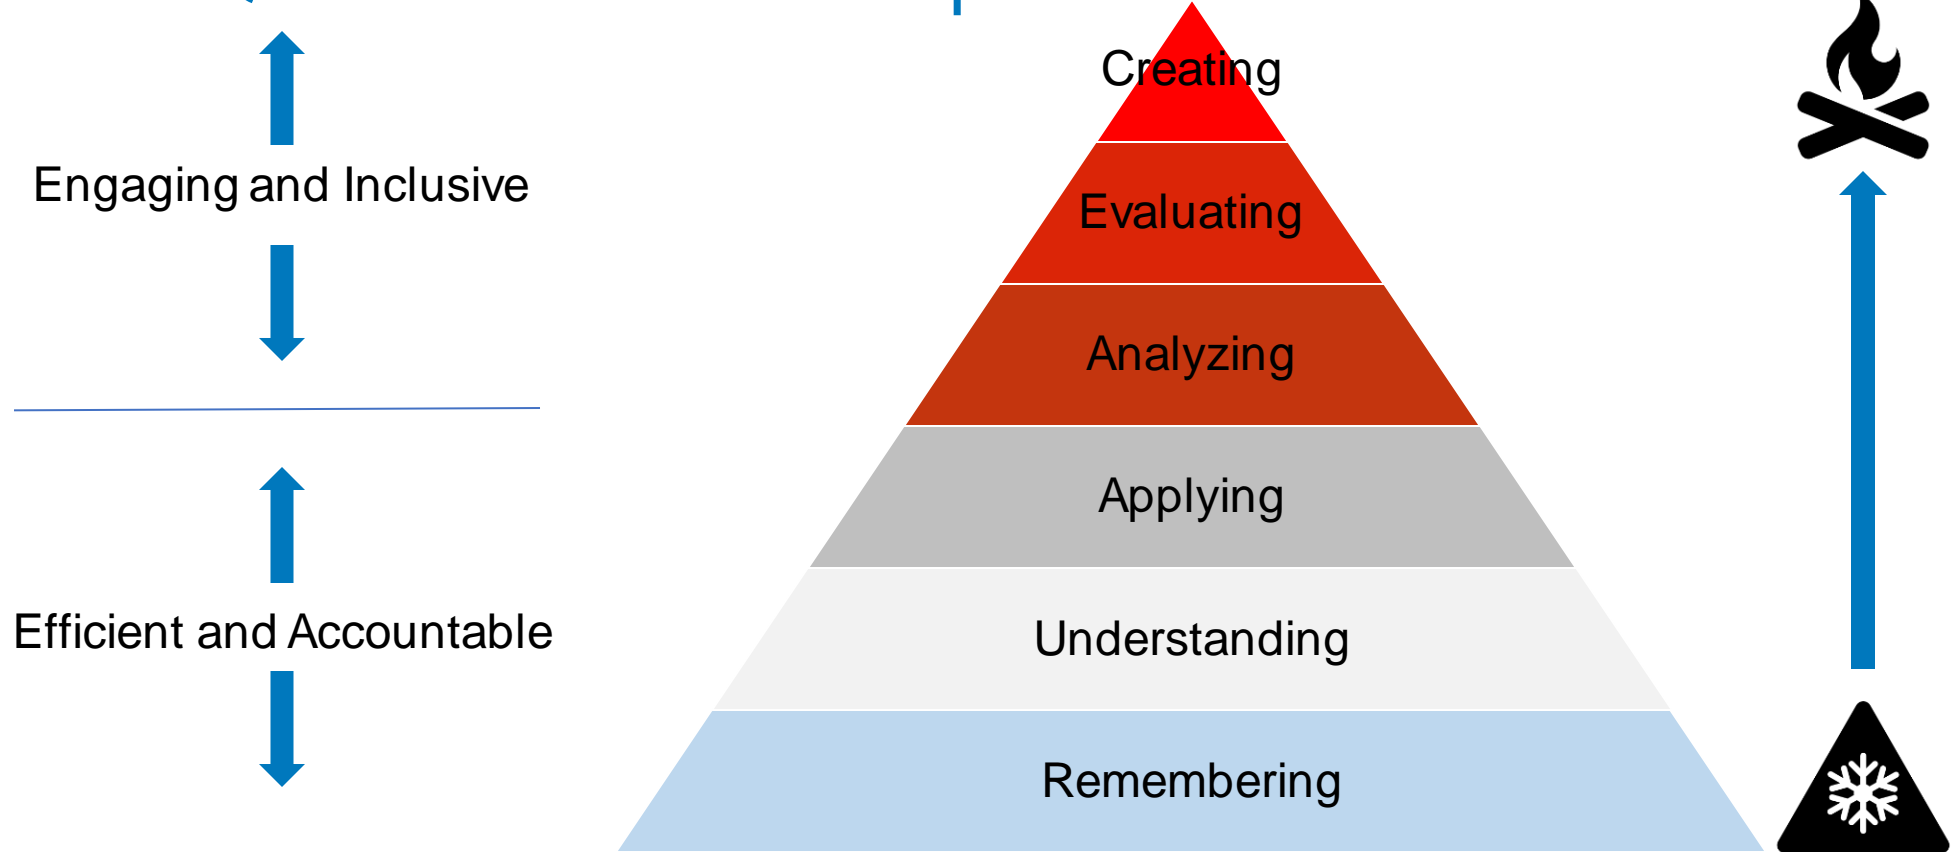 Creating
Engaging and Inclusive
Evaluating
Analyzing
Applying
Efficient and Accountable
Understanding
Remembering